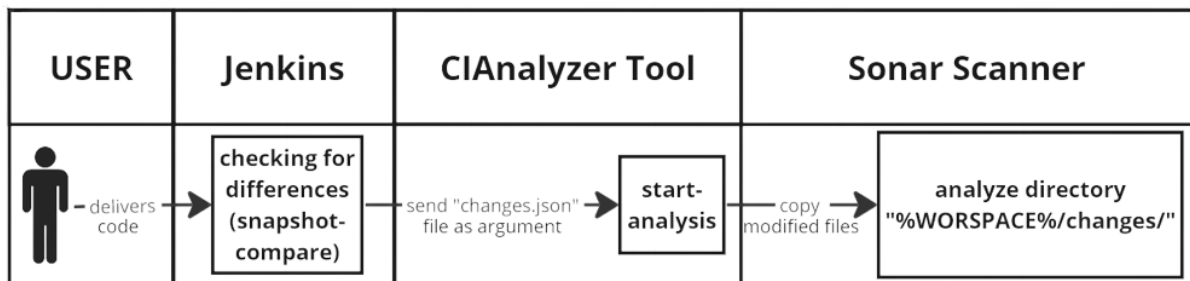 USER
Jenkins
CIAnalyzer Tool
Sonar Scanner
delivers
code
checking for
differences
(snapshot-
compare)
send "changes.json"
file as argument
start-
analysis
copy
modified files
analyze directory
"%WORSPACE%/changes/"